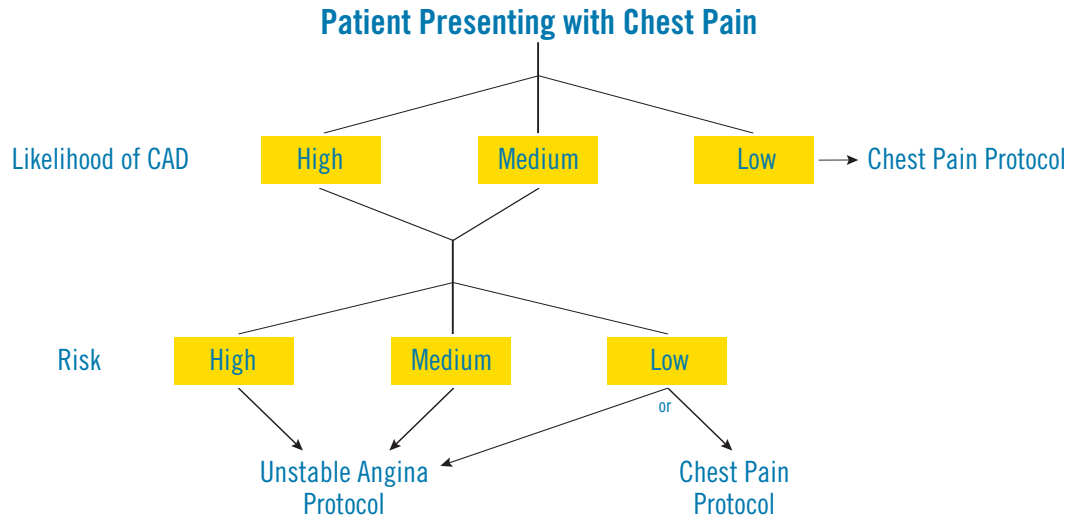 Patient Presenting with Chest Pain
Likelihood of CAD
High
Medium
Low
Chest Pain Protocol
Risk
High
Medium
Low
or
Unstable Angina
Protocol
Chest Pain
Protocol